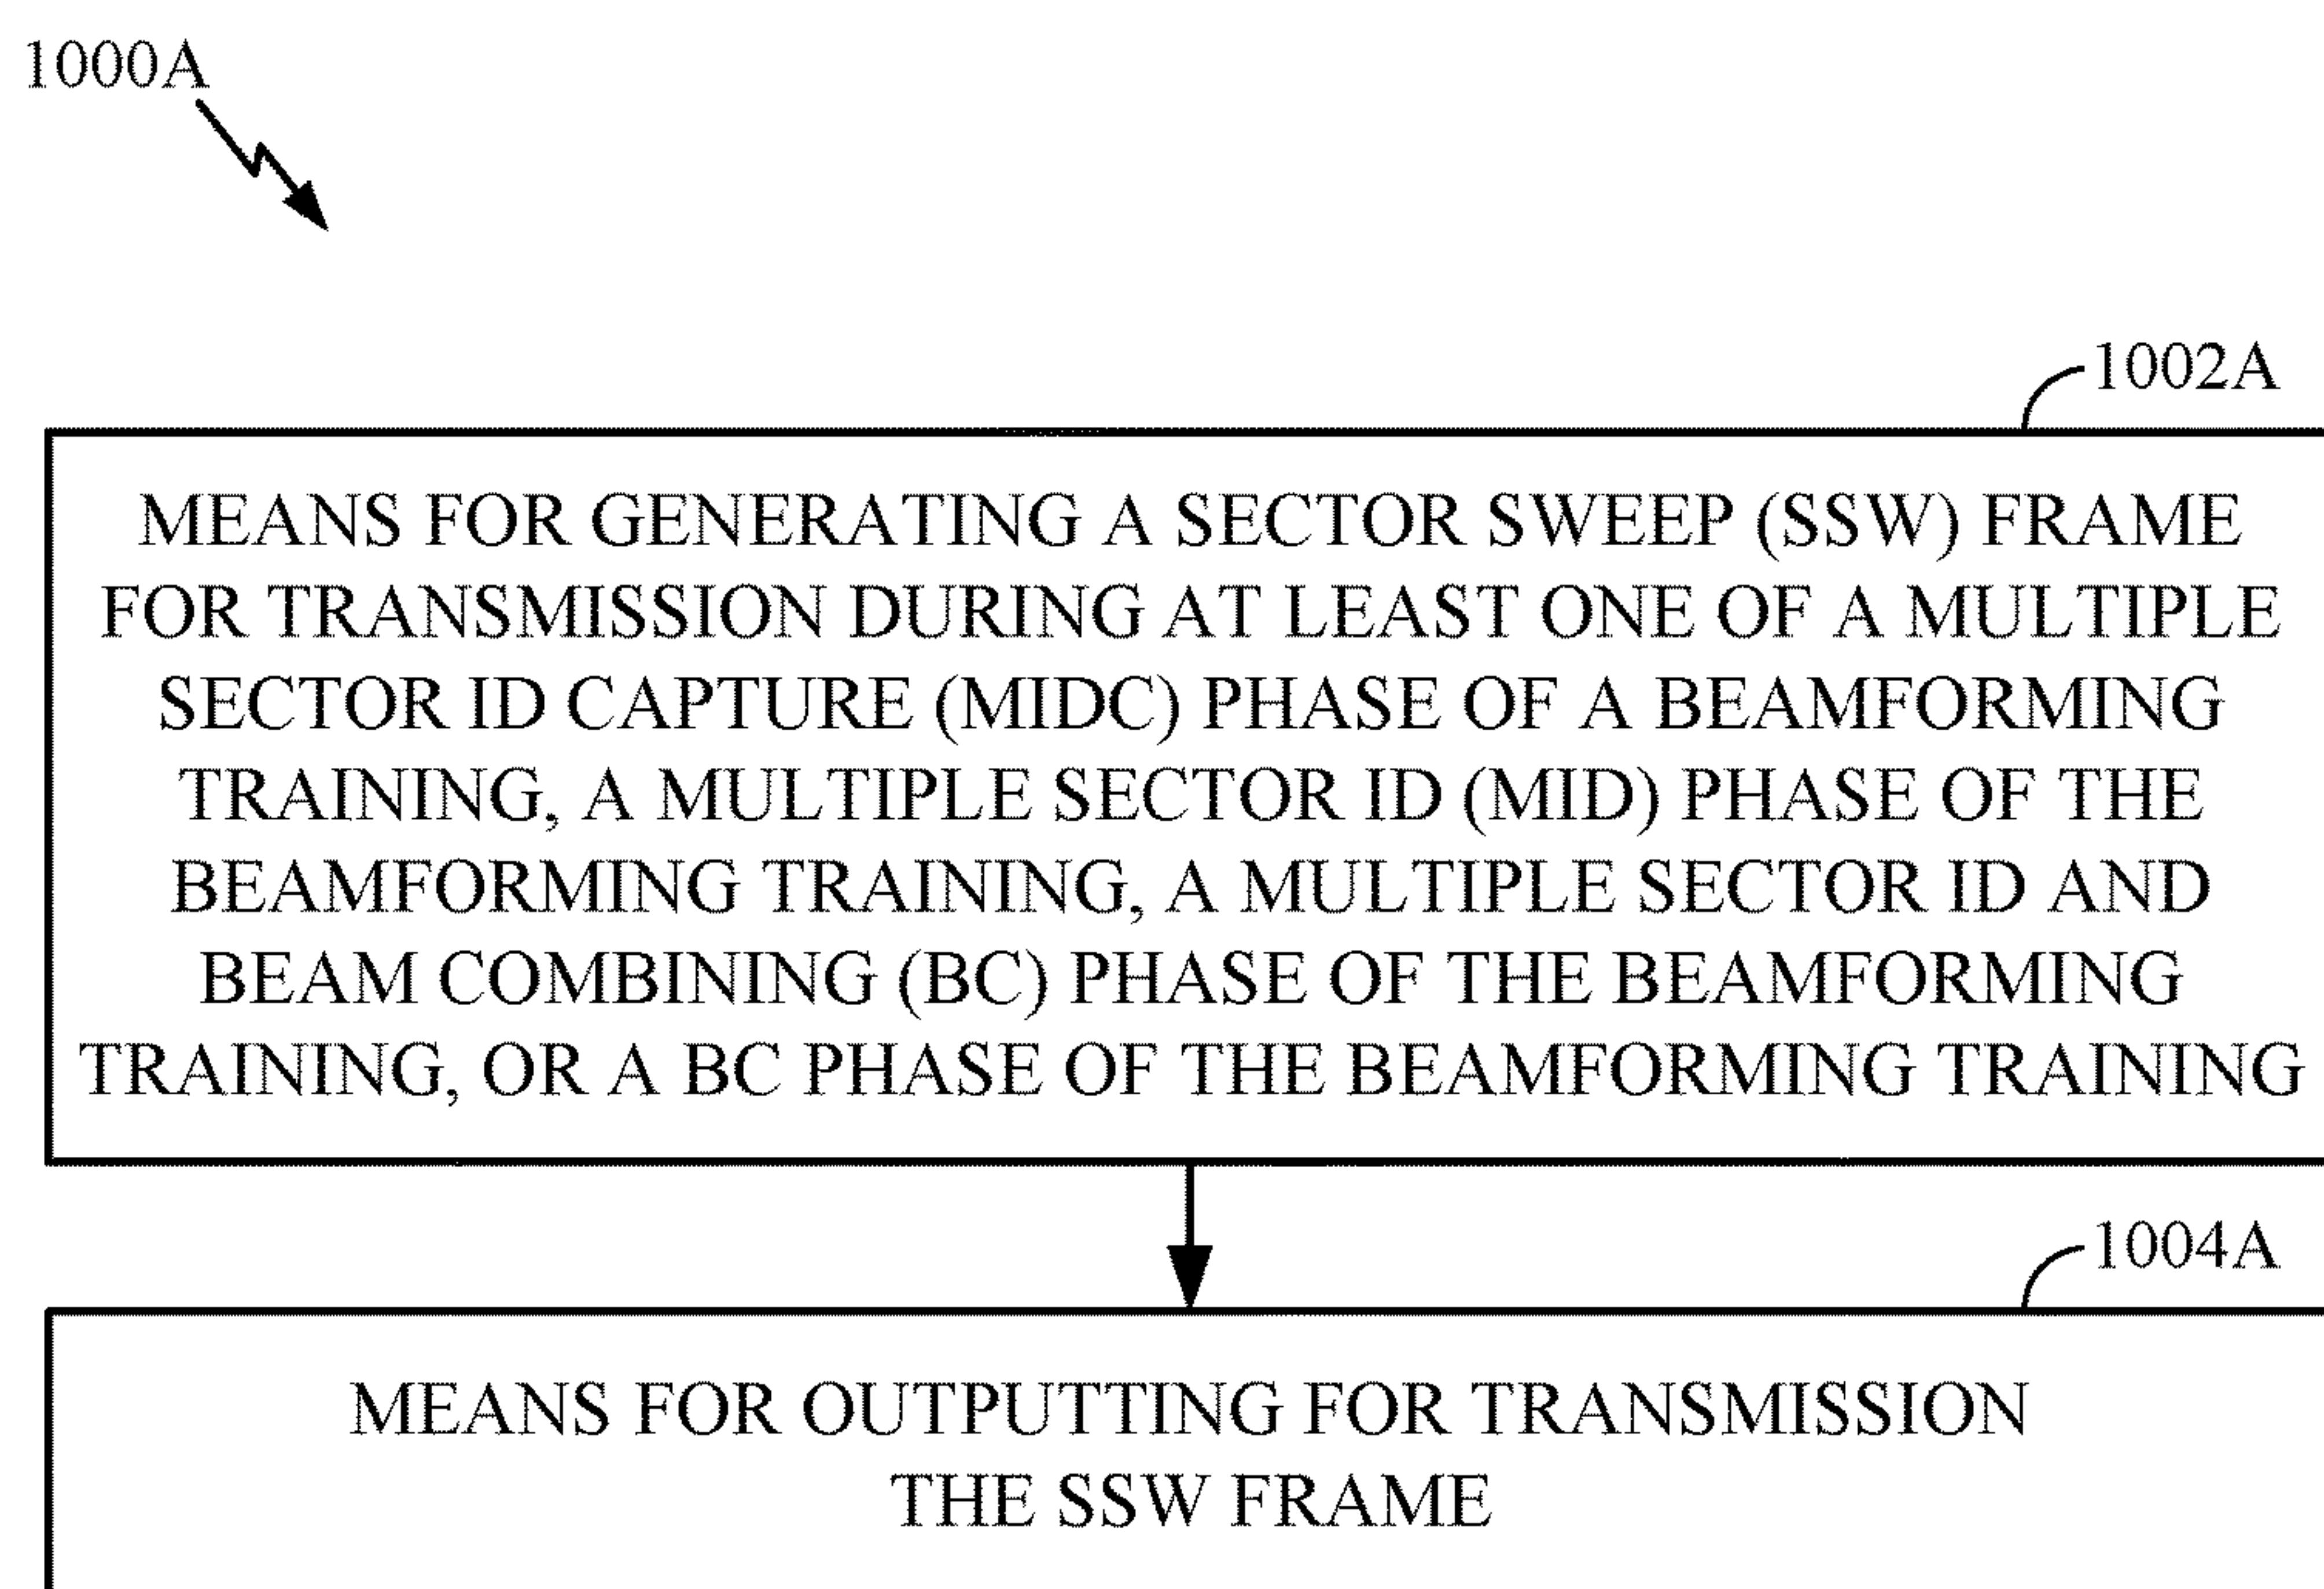 1000A
1002A
MEANS FOR GENERATING A SECTOR SWEEP (SSW) FRAME
FOR TRANSMISSION DURING AT LEAST ONE OF A MULTIPLE
SECTOR ID CAPTURE (MIDC) PHASE OF A BEAMFORMING
TRAINING, A MULTIPLE SECTOR ID (MID) PHASE OF THE
BEAMFORMING TRAINING, A MULTIPLE SECTOR ID AND
BEAM COMBINING (BC) PHASE OF THE BEAMFORMING
TRAINING, OR A BC PHASE OF THE BEAMFORMING TRAINING
1004A
MEANS FOR OUTPUTTING FOR TRANSMISSION
THE SSW FRAME